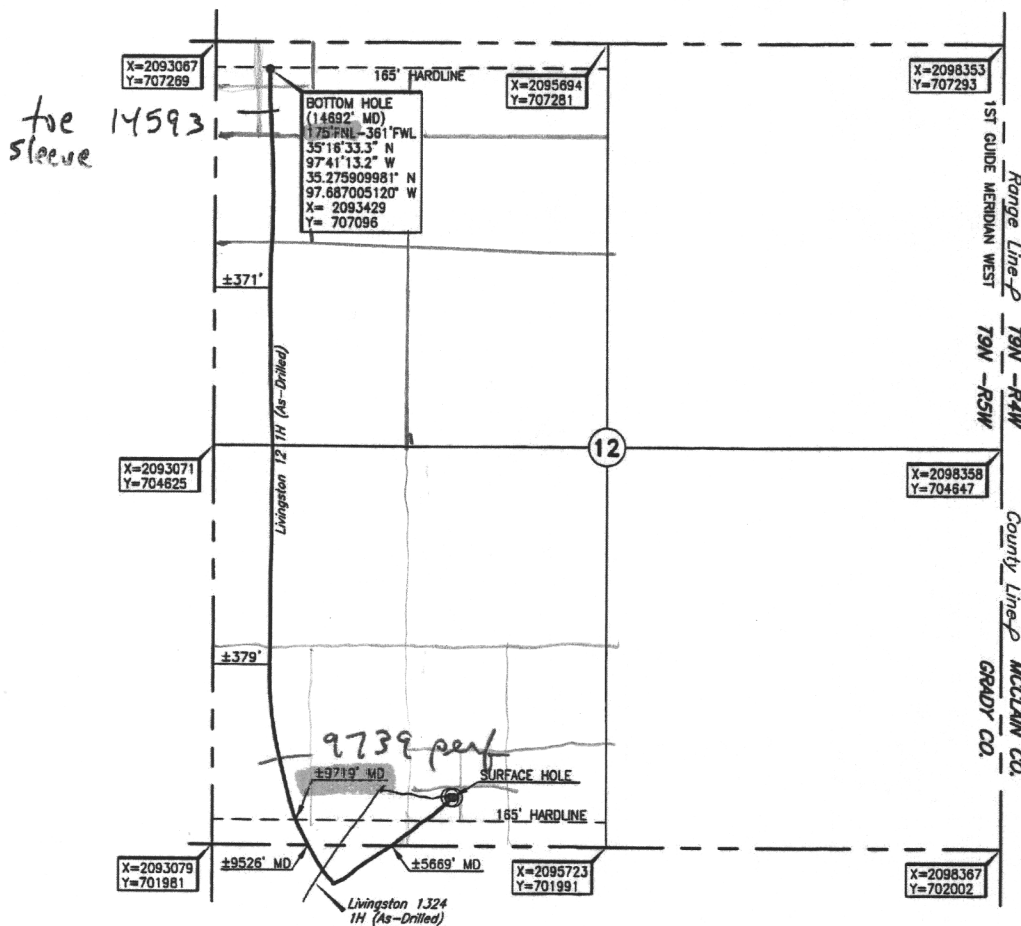 X=2093067
Y=707269
165' HARDLINE
X=2095694
Y=707281
X=2098353
Y=707293
toe 14593
sleeve
BOTTOM HOLE
(14692' MD)
175'FNL-361'FWL
35°16'33.3" N
97°41'13.2" W
35.275909981° N
97.687005120° W
X= 2093429
Y= 707096
1ST GUIDE MERIDIAN WEST
Range Line
T9N -R4W
T9N -R5W
±371'
Livingston 12 1H (As-Drilled)
12
X=2093071
Y=704625
X=2098358
Y=704647
County Line
MCCLAIN CO.
GRADY CO.
±379'
9739 perf
±9719' MD
SURFACE HOLE
165' HARDLINE
X=2093079
Y=701981
±9526' MD
±5669' MD
X=2095723
Y=701991
X=2098367
Y=702002
Livingston 1324
1H (As-Drilled)